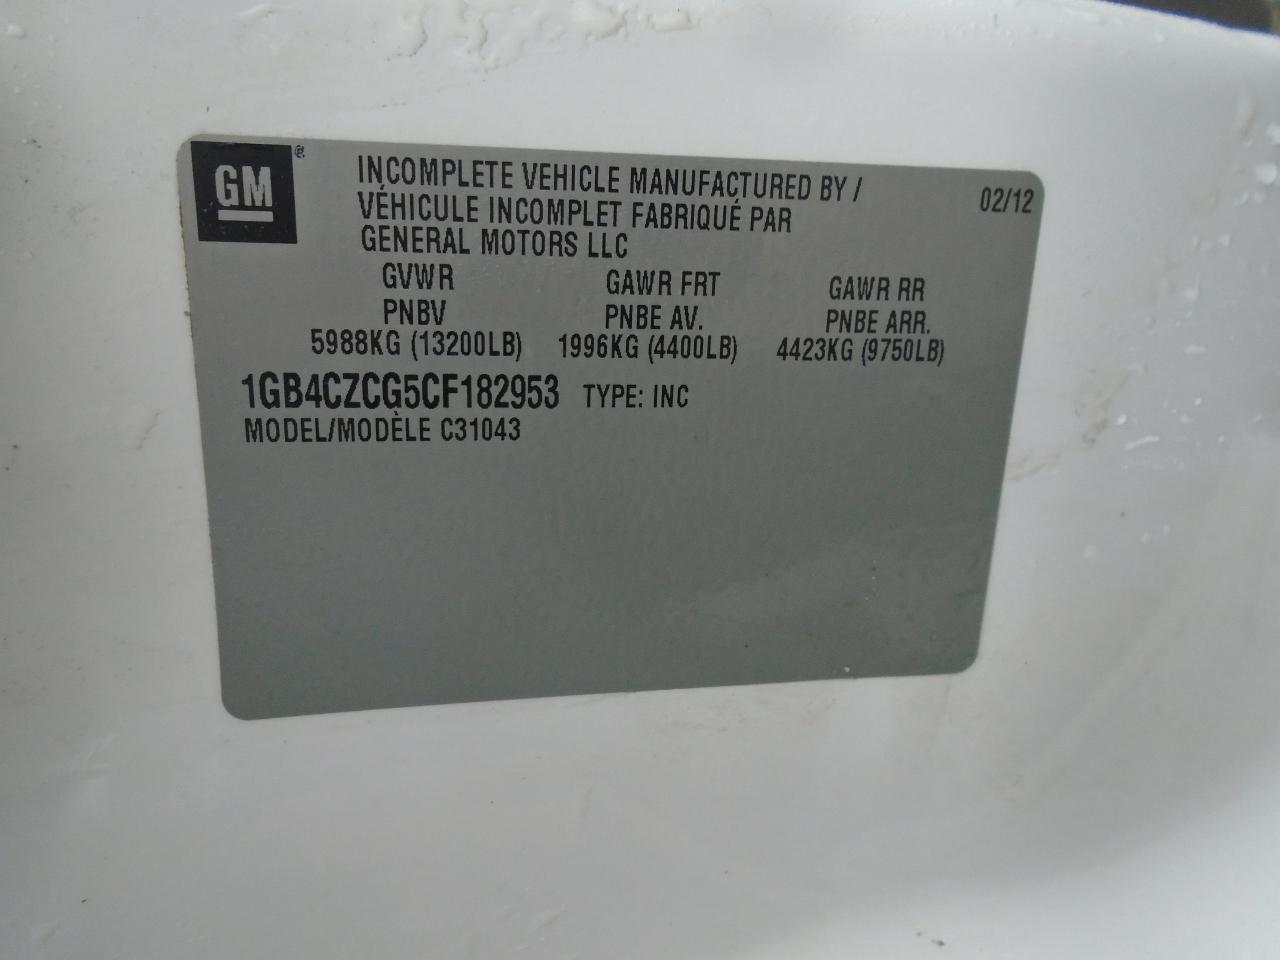 GM ® INCOMPLETE VEHICLE MANUFACTURED BY / 02/12
VÉHICULE INCOMPLET FABRIQUÉ PAR
GENERAL MOTORS LLC
GVWR GAWR FRT GAWR RR
PNBV PNBE AV. PNBE ARR.
5988KG (13200LB) 1996KG (4400LB) 4423KG (9750LB)
1GB4CZCG5CF182953 TYPE: INC
MODEL/MODÈLE C31043